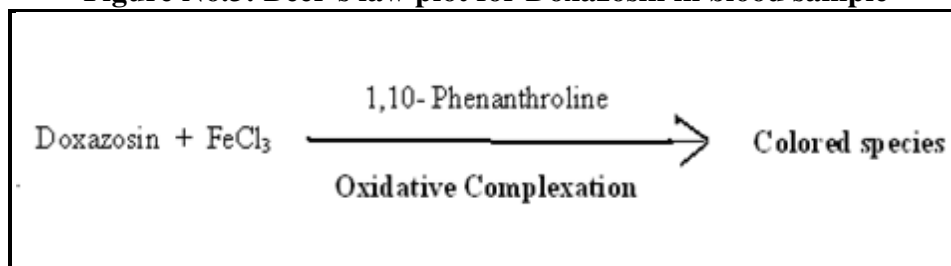 Figure No.3: Beer's law plot for Doxazosin in blood sample
1,10- Phenanthroline
Doxazosin + FeCl₃ Colored species
Oxidative Complexation